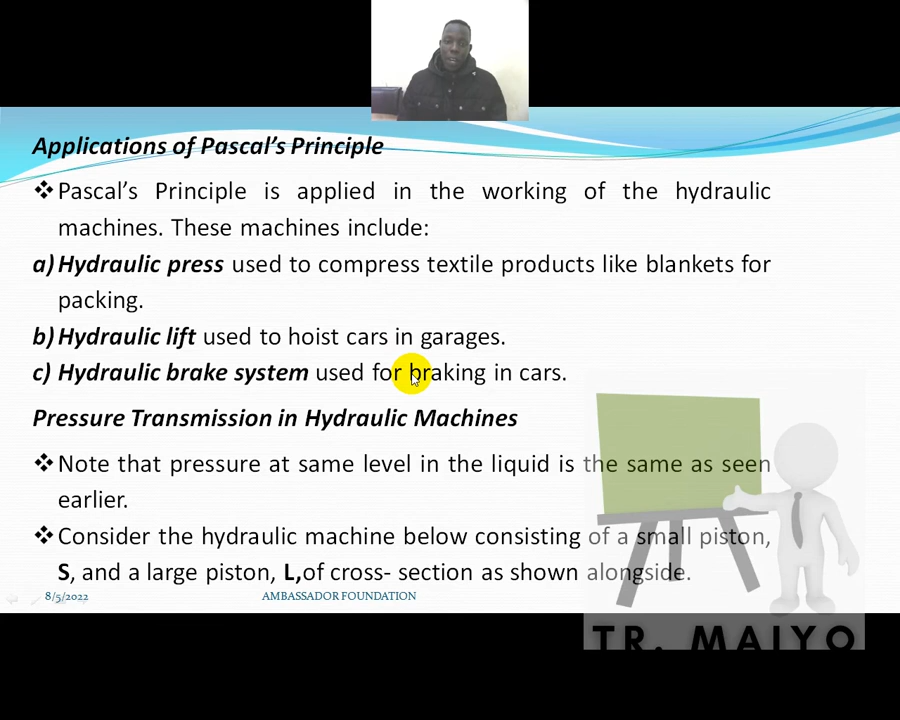 Applications of Pascal's Principle
❖Pascal's Principle is applied in the working of the hydraulic
machines. These machines include:
a) Hydraulic press used to compress textile products like blankets for
packing.
b) Hydraulic lift used to hoist cars in garages.
c) Hydraulic brake system used for braking in cars.
Pressure Transmission in Hydraulic Machines
❖Note that pressure at same level in the liquid is the same as seen
earlier.
❖Consider the hydraulic machine below consisting of a small piston,
S, and a large piston, L,of cross- section as shown alongside.
8/5/2022 AMBASSADOR FOUNDATION
TR. MAIYO